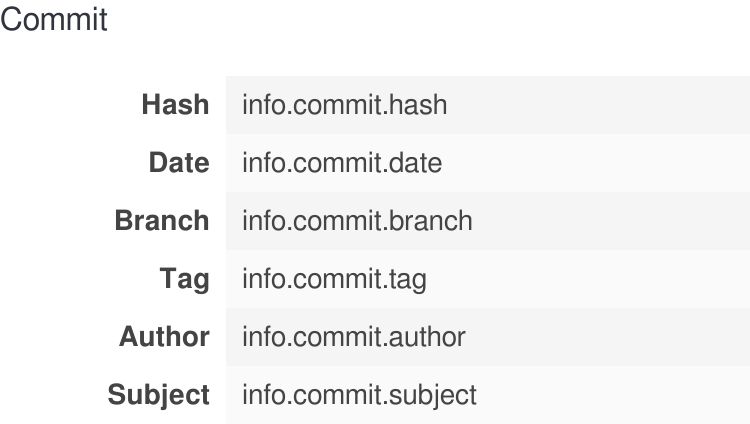 Commit
Hash info.commit.hash
Date info.commit.date
Branch info.commit.branch
Tag info.commit.tag
Author info.commit.author
Subject info.commit.subject